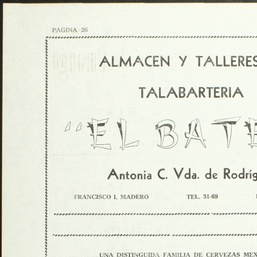 PAGINA 26
ALMACEN Y TALLERES
TALABARTERIA
"EL BATE
Antonia C. Vda. de Rodríg
FRANCISCO I. MADERO TEL. 31-69
UNA DISTINGUIDA FAMILIA DE CERVEZAS MEX